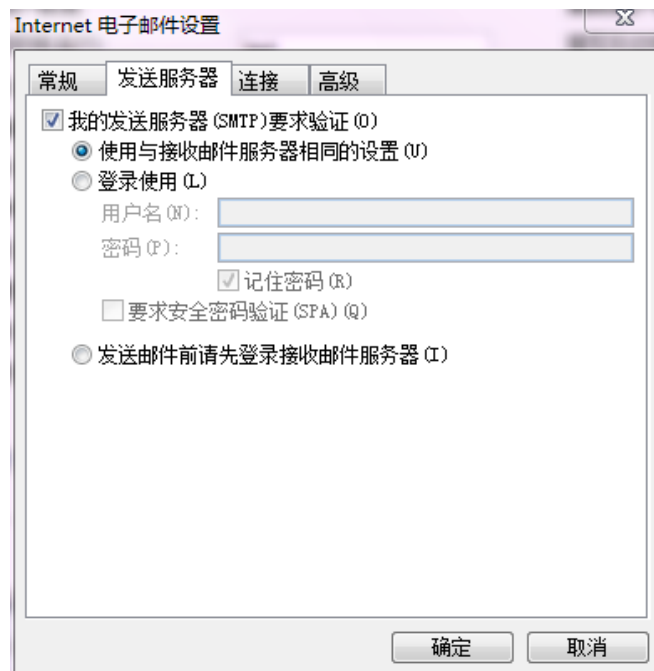 Internet 电子邮件设置
常规 发送服务器 连接 高级
我的发送服务器(SMTP)要求验证(O)
使用与接收邮件服务器相同的设置(U)
登录使用(L)
用户名(N):
密码(P):
记住密码(R)
要求安全密码验证(SPA)(Q)
发送邮件前请先登录接收邮件服务器(I)
确定 取消